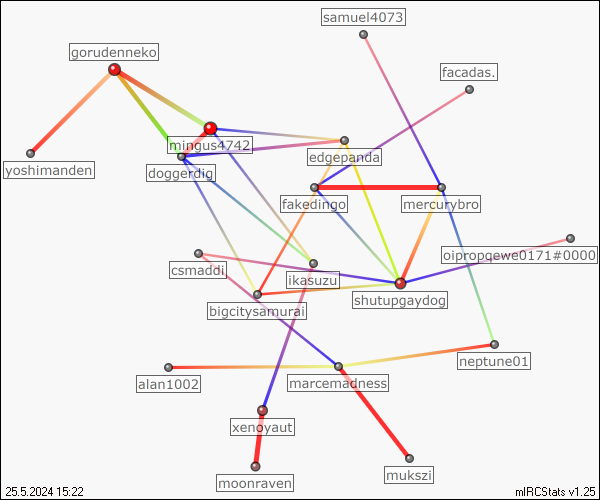 samuel4073
gorudenneko
facadas.
mingus4742
edgepanda
yoshimanden
doggerdig
fakedingo
mercurybro
oipropqewe0171#0000
csmaddi
ikasuzu
bigcitysamurai
shutupgaydog
neptune01
alan1002
marcemadness
xenoyaut
moonraven
mukszi
25.5.2024 15:22
mIRCStats v1.25